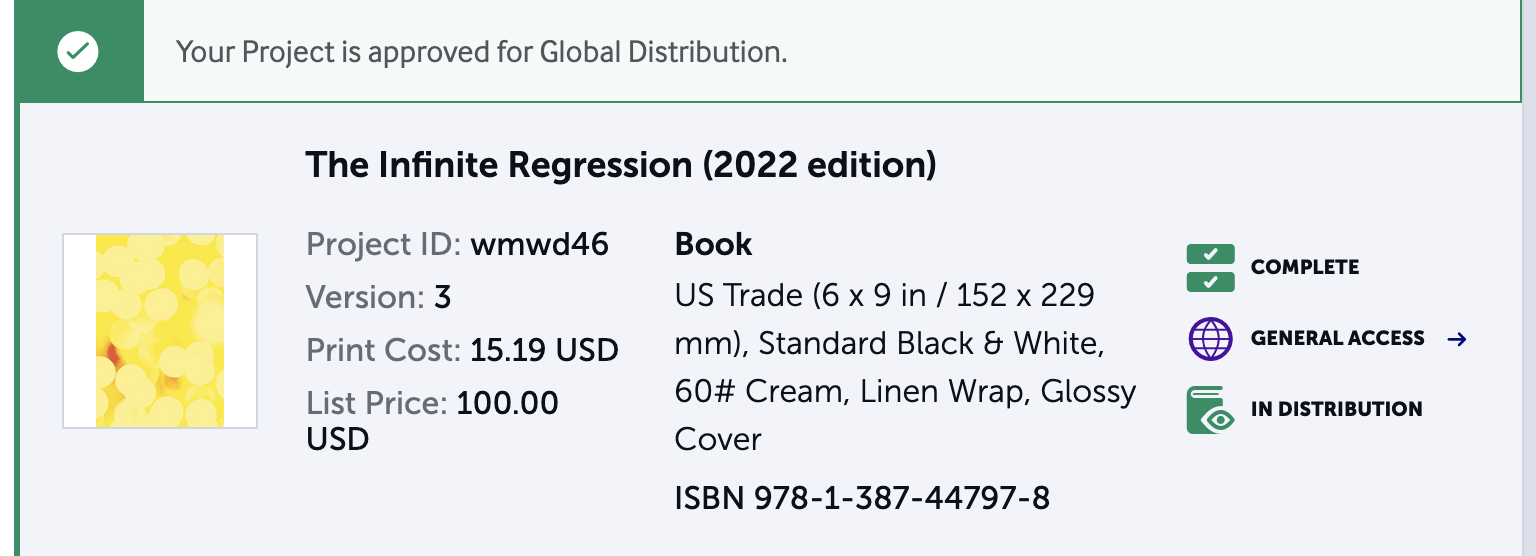 Your Project is approved for Global Distribution.
The Infinite Regression (2022 edition)
Project ID: wmwd46
Version: 3
Print Cost: 15.19 USD
List Price: 100.00
USD
Book
US Trade (6 x 9 in / 152 x 229
mm), Standard Black & White,
60# Cream, Linen Wrap, Glossy
Cover
ISBN 978-1-387-44797-8
COMPLETE
GENERAL ACCESS
IN DISTRIBUTION